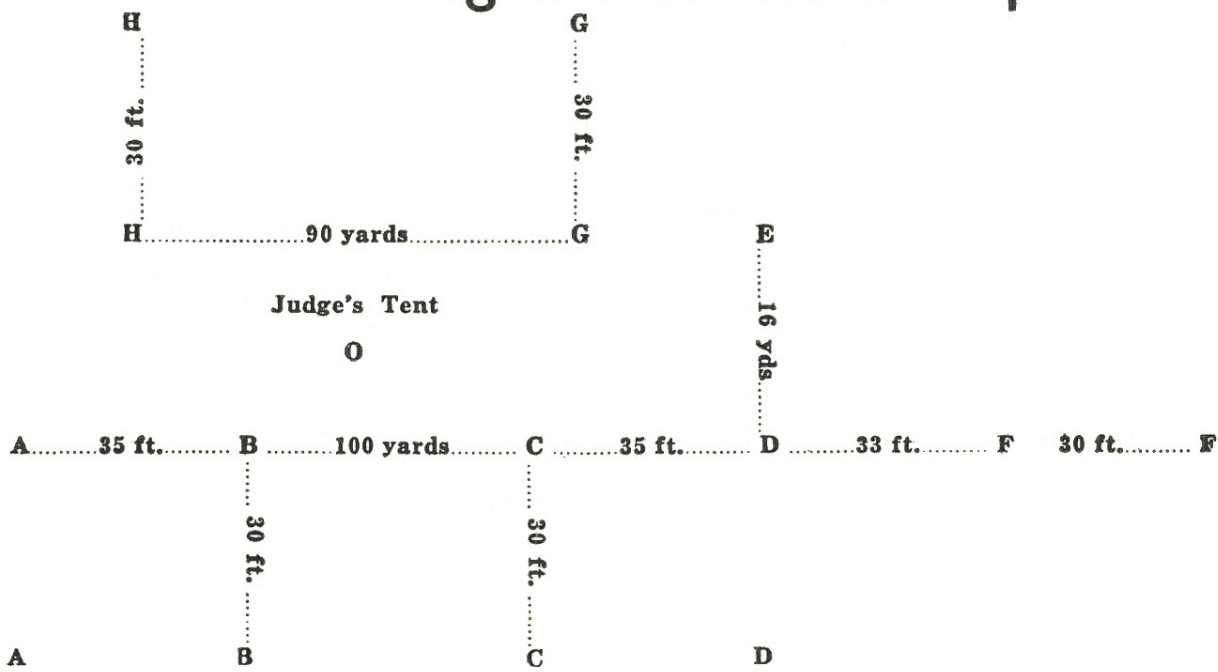 H G
30 ft. 30 ft.
H 90 yards G E
Judge's Tent
O
16 yds
A 35 ft. B 100 yards C 35 ft. D 33 ft. F 30 ft. F
30 ft. 30 ft.
A B C D